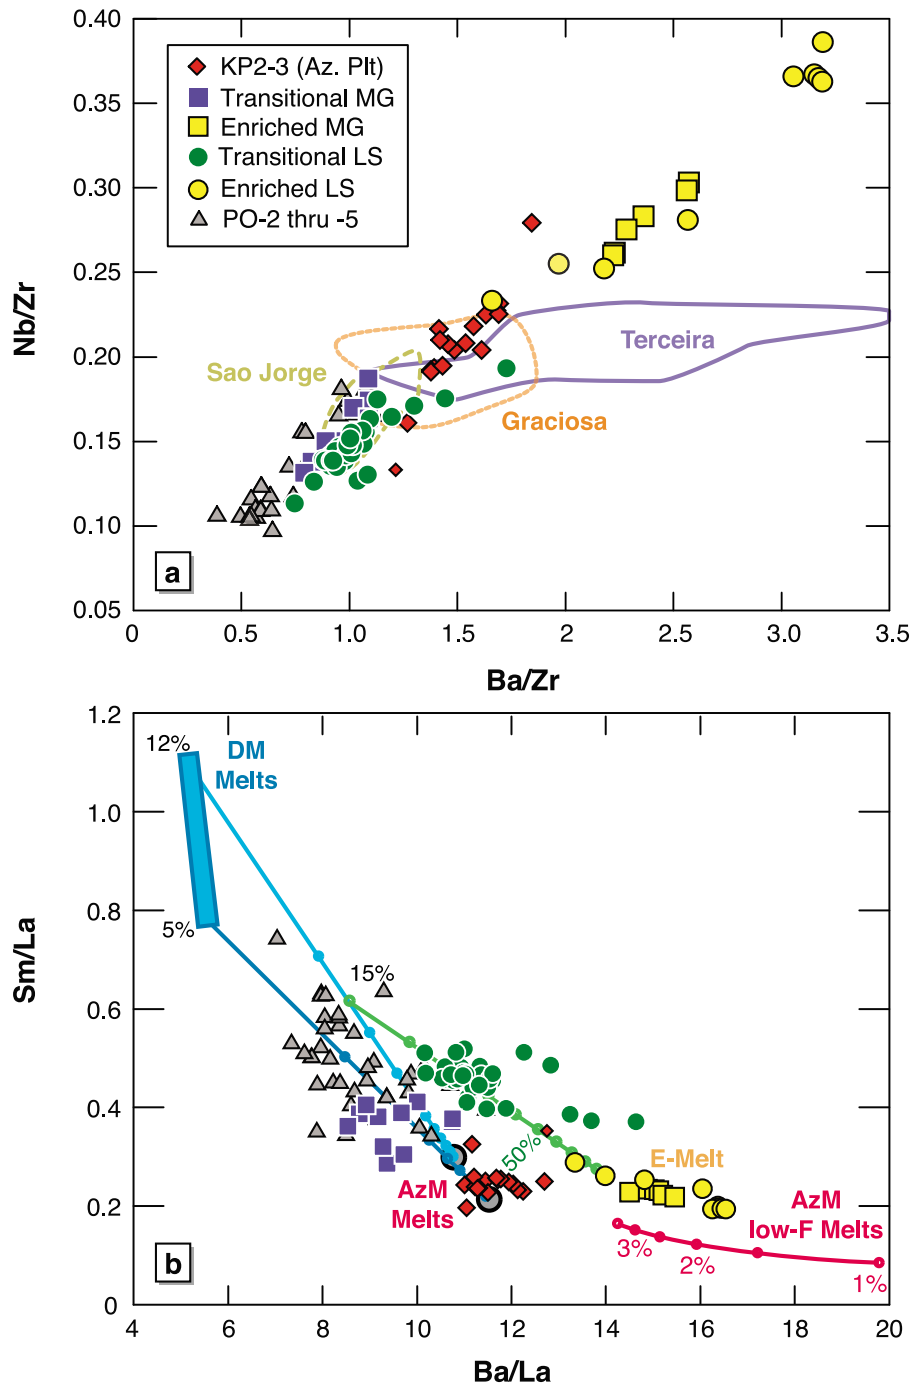 0.40
0.35
0.30
0.25
0.20
0.15
0.10
0.05
Nb/Zr
KP2-3 (Az. Plt)
Transitional MG
Enriched MG
Transitional LS
Enriched LS
PO-2 thru -5
Terceira
Sao Jorge
Graciosa
a
0 0.5 1.0 1.5 2 2.5 3.0 3.5
Ba/Zr
1.2
1.0
0.8
0.6
0.4
0.2
0
Sm/La
12%
DM
Melts
5%
15%
50%
E-Melt
AzM
Melts
AzM
low-F Melts
3%
2%
1%
b
4 6 8 10 12 14 16 18 20
Ba/La